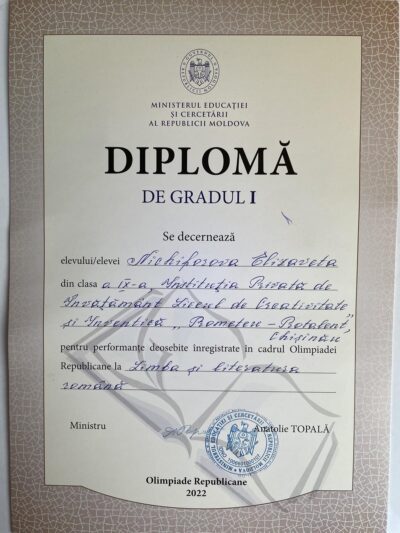 MINISTERUL EDUCAȚIEI
ȘI CERCETĂRII
AL REPUBLICII MOLDOVA
DIPLOMĂ
DE GRADUL I
Se decernează
elevului/elevei Nichiforova Elizaveta
din clasa a IX-a, Instituția Privată de
Învățământ Liceul de Creativitate
și Inventică „Prometeu-Protalent”,
Chișinău
pentru performanțe deosebite înregistrate în cadrul Olimpiadei
Republicane la Limba și literatura
română
Ministru
Anatolie TOPALĂ
Olimpiade Republicane
2022